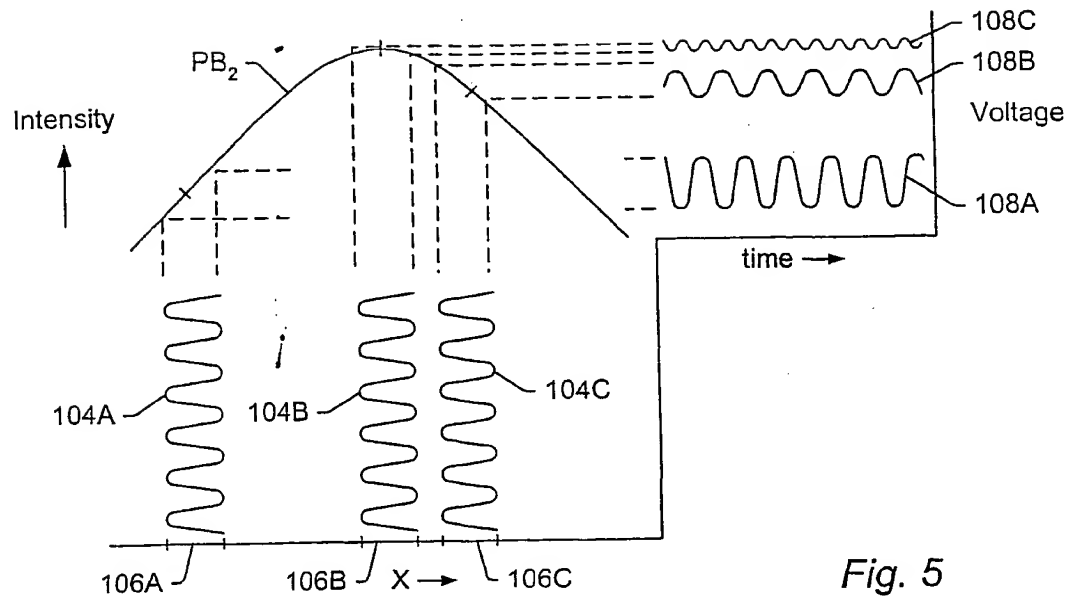 108C
PB2
108B
Intensity
Voltage
108A
time
104A
104B
104C
106A
106B
X
106C
Fig. 5